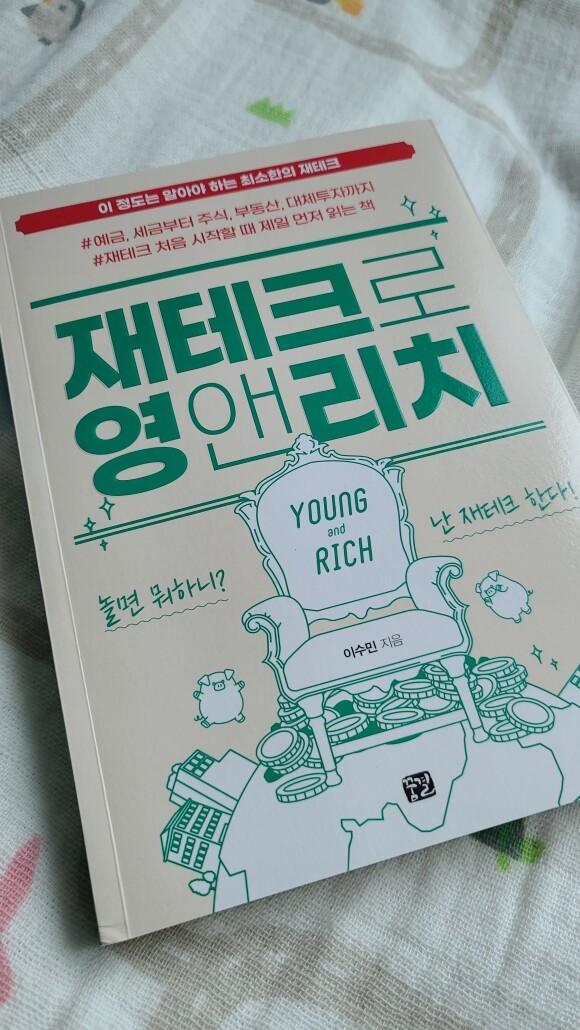 이 정도는 알아야 하는 최소한의 재테크
#예금, 세금부터 주식, 부동산, 대체투자까지
#재테크 처음 시작할 때 제일 먼저 읽는 책
재테크로
영앤리치
YOUNG
and
RICH
난 재테크 한다!
놀면 뭐하니?
이수민 지음